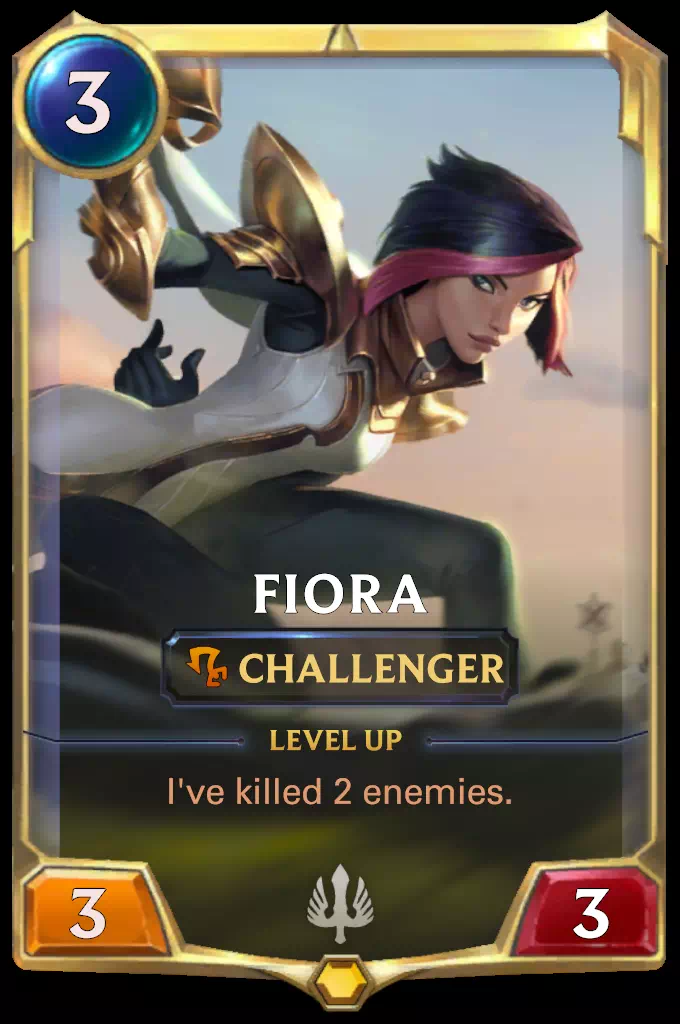 3
FIORA
CHALLENGER
LEVEL UP
I've killed 2 enemies.
3 3